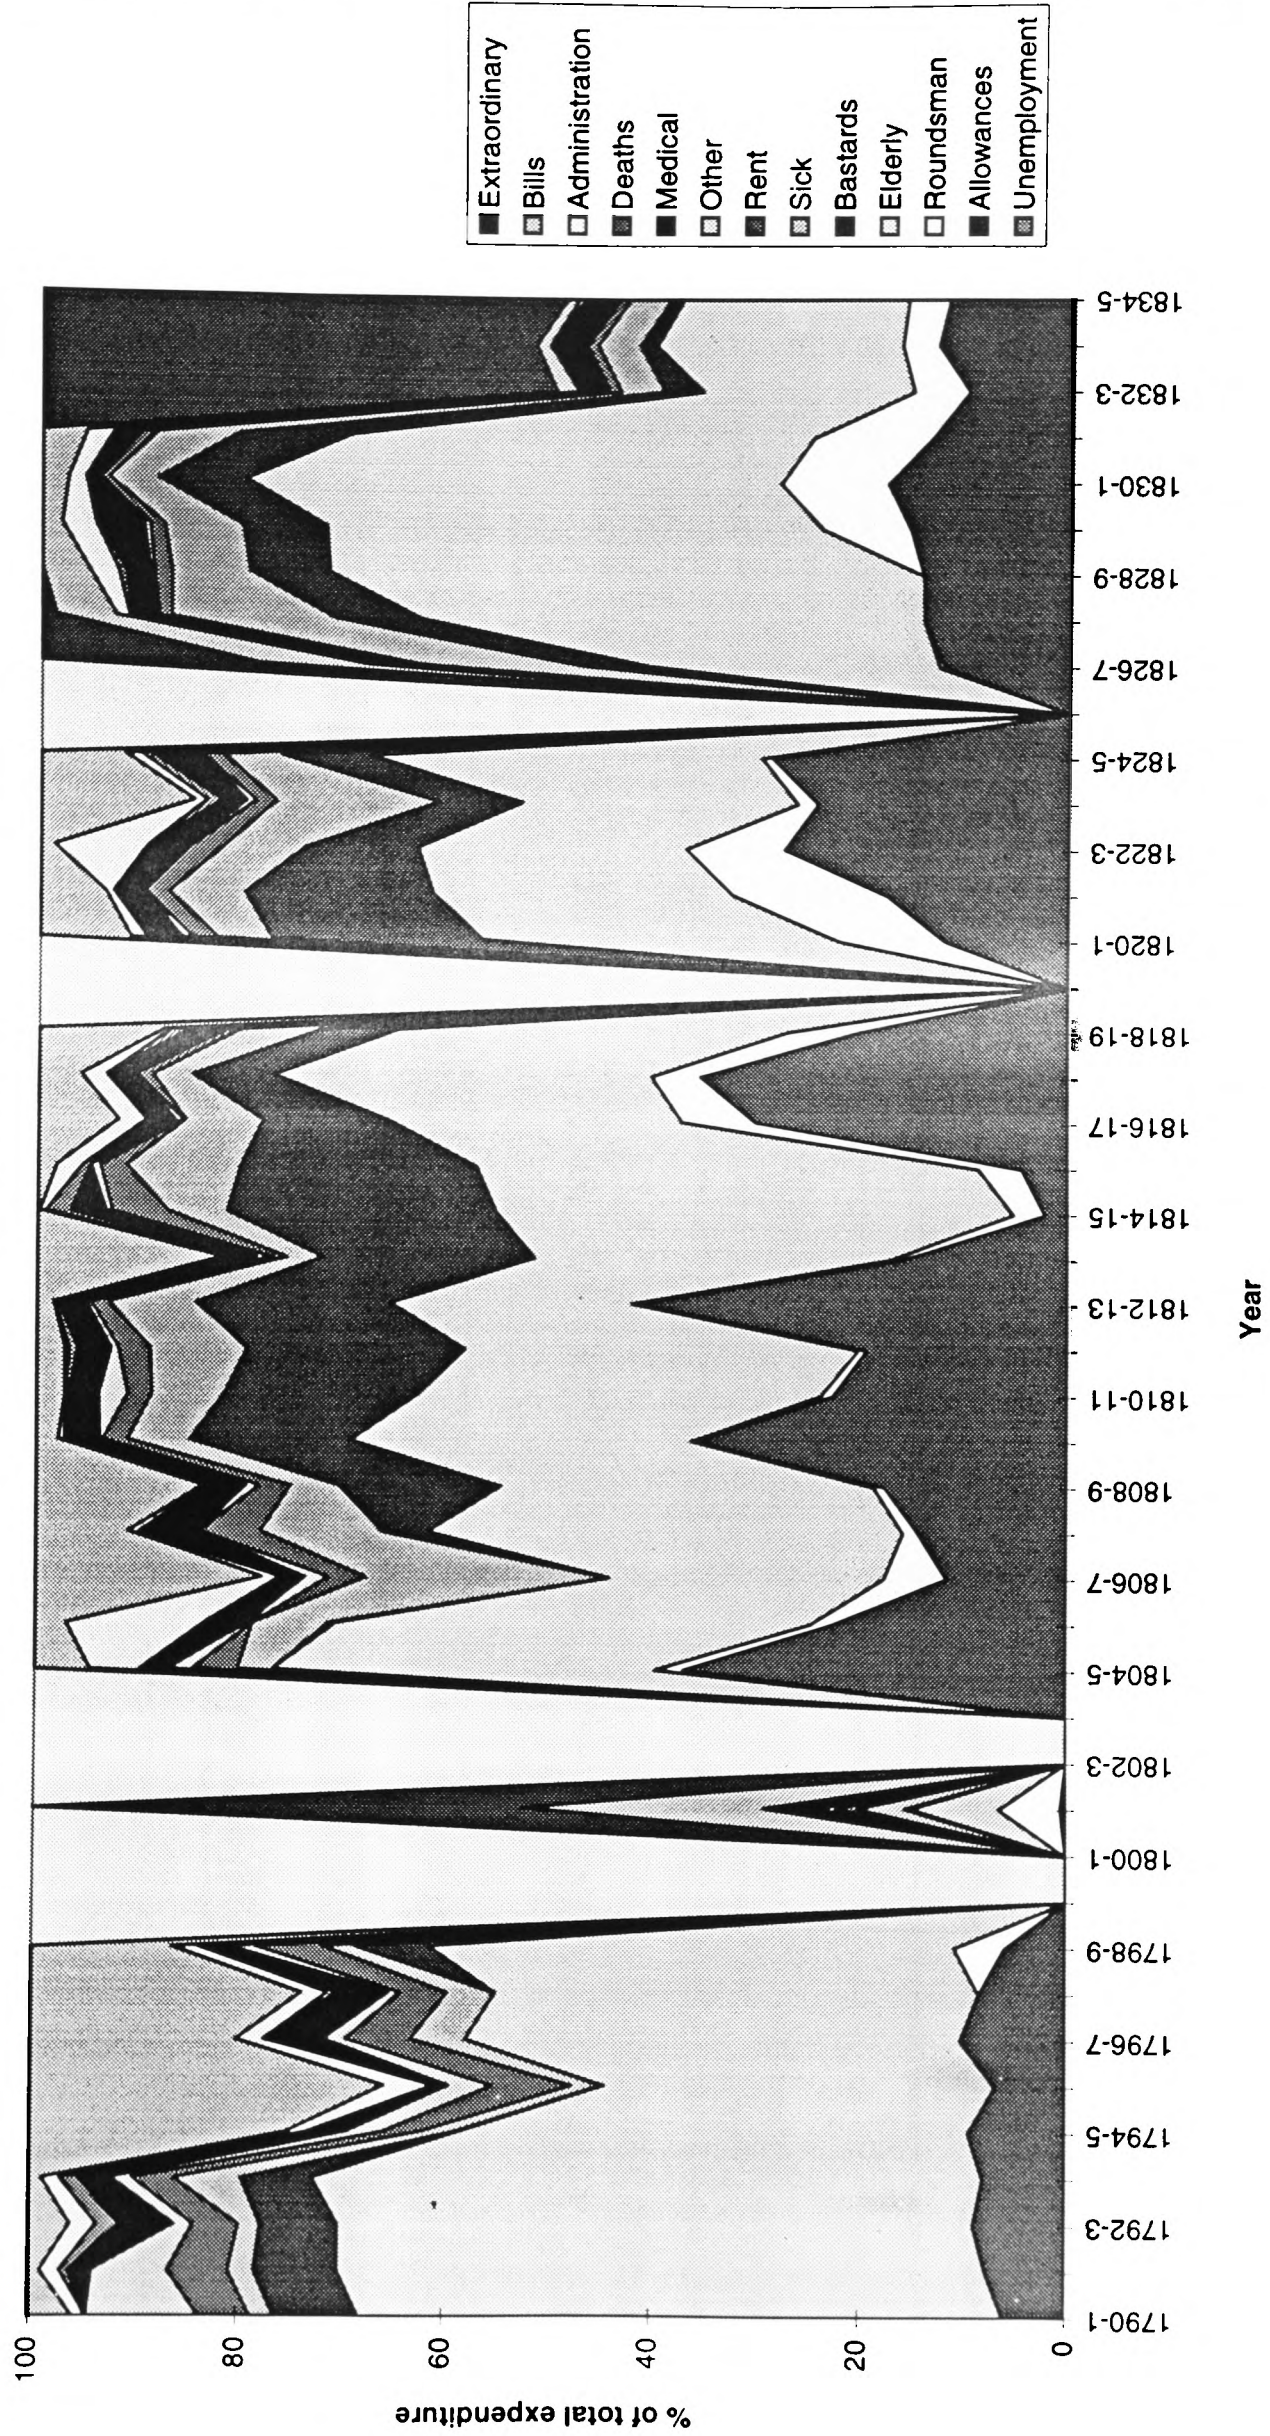 Extraordinary
Bills
Administration
Deaths
Medical
Other
Rent
Sick
Bastards
Elderly
Roundsman
Allowances
Unemployment
100
80
60
40
20
0
% of total expenditure
1790-1
1792-3
1794-5
1796-7
1798-9
1800-1
1802-3
1804-5
1806-7
1808-9
1810-11
1812-13
1814-15
1816-17
1818-19
1820-1
1822-3
1824-5
1826-7
1828-9
1830-1
1832-3
1834-5
Year